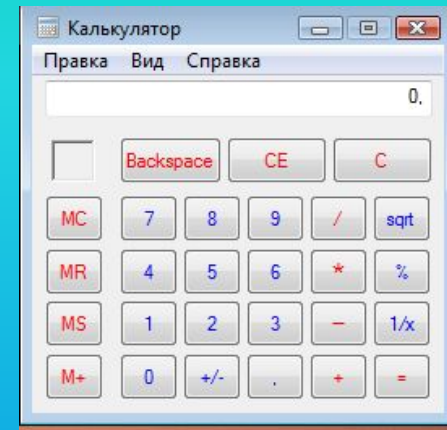 Калькулятор
Правка Вид Справка
0,
Backspace CE C
MC 7 8 9 / sqrt
MR 4 5 6 * %
MS 1 2 3 − 1/x
M+ 0 +/- , + =